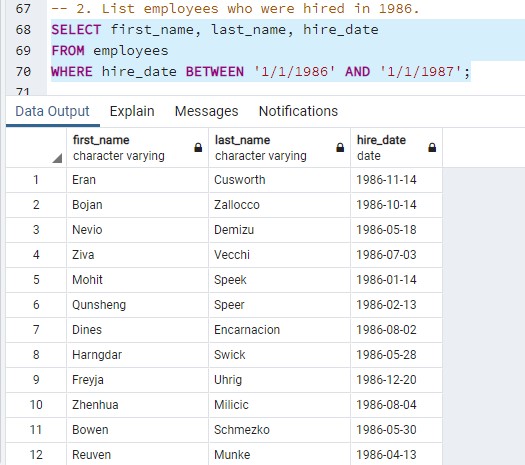 67 -- 2. List employees who were hired in 1986.
68 SELECT first_name, last_name, hire_date
69 FROM employees
70 WHERE hire_date BETWEEN '1/1/1986' AND '1/1/1987';
71
Data Output Explain Messages Notifications
first_name last_name hire_date
character varying character varying date
1 Eran Cusworth 1986-11-14
2 Bojan Zallocco 1986-10-14
3 Nevio Demizu 1986-05-18
4 Ziva Vecchi 1986-07-03
5 Mohit Speek 1986-01-14
6 Qunsheng Speer 1986-02-13
7 Dines Encarnacion 1986-08-02
8 Harngdar Swick 1986-05-28
9 Freyja Uhrig 1986-12-20
10 Zhenhua Milicic 1986-08-04
11 Bowen Schmezko 1986-05-30
12 Reuven Munke 1986-04-13